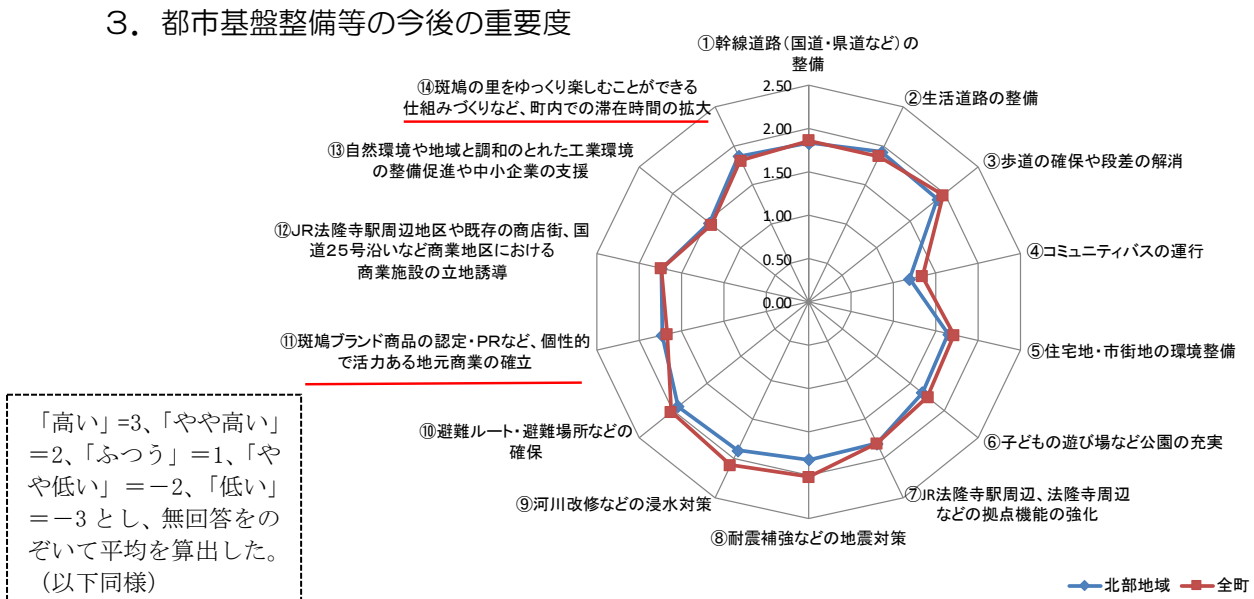 ３．都市基盤整備等の今後の重要度
①幹線道路（国道・県道など）の
整備
②生活道路の整備
③歩道の確保や段差の解消
④コミュニティバスの運行
⑤住宅地・市街地の環境整備
⑥子どもの遊び場など公園の充実
⑦JR法隆寺駅周辺、法隆寺周辺
などの拠点機能の強化
⑧耐震補強などの地震対策
⑨河川改修などの浸水対策
⑩避難ルート・避難場所などの
確保
⑪斑鳩ブランド商品の認定・PRなど、個性的
で活力ある地元商業の確立
⑫JR法隆寺駅周辺地区や既存の商店街、国
道２５号沿いなど商業地区における
商業施設の立地誘導
⑬自然環境や地域と調和のとれた工業環境
の整備促進や中小企業の支援
⑭斑鳩の里をゆっくり楽しむことができる
仕組みづくりなど、町内での滞在時間の拡大
2.50
2.00
1.50
1.00
0.50
0.00
「高い」=3、「やや高い」
＝2、「ふつう」＝1、「や
や低い」＝－2、「低い」
＝－3 とし、無回答をの
ぞいて平均を算出した。
（以下同様）
北部地域
全町